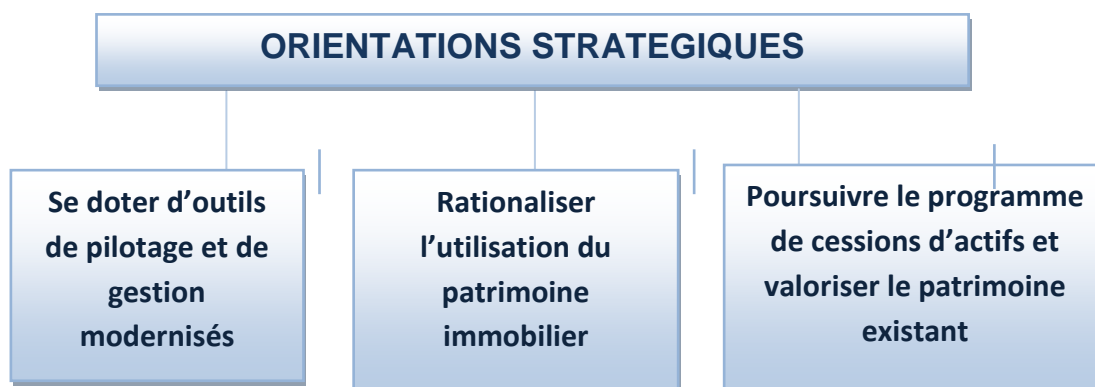 ORIENTATIONS STRATEGIQUES
Se doter d’outils
de pilotage et de
gestion
modernisés
Rationaliser
l’utilisation du
patrimoine
immobilier
Poursuivre le programme
de cessions d’actifs et
valoriser le patrimoine
existant